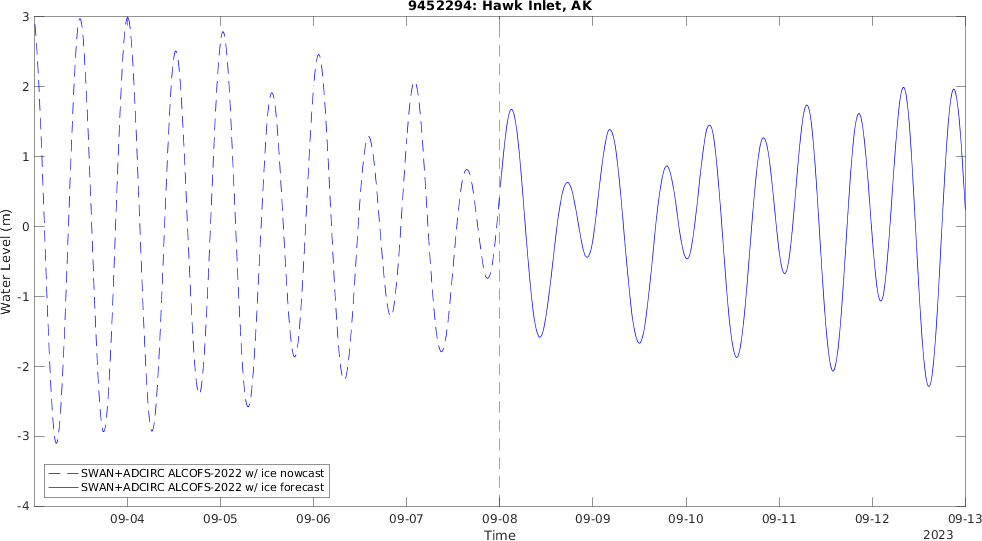 9452294: Hawk Inlet, AK
3
2
1
0
-1
-2
-3
-4
Water Level (m)
SWAN+ADCIRC ALCOFS-2022 w/ ice nowcast
SWAN+ADCIRC ALCOFS-2022 w/ ice forecast
09-04 09-05 09-06 09-07 09-08 09-09 09-10 09-11 09-12 09-13
Time
2023